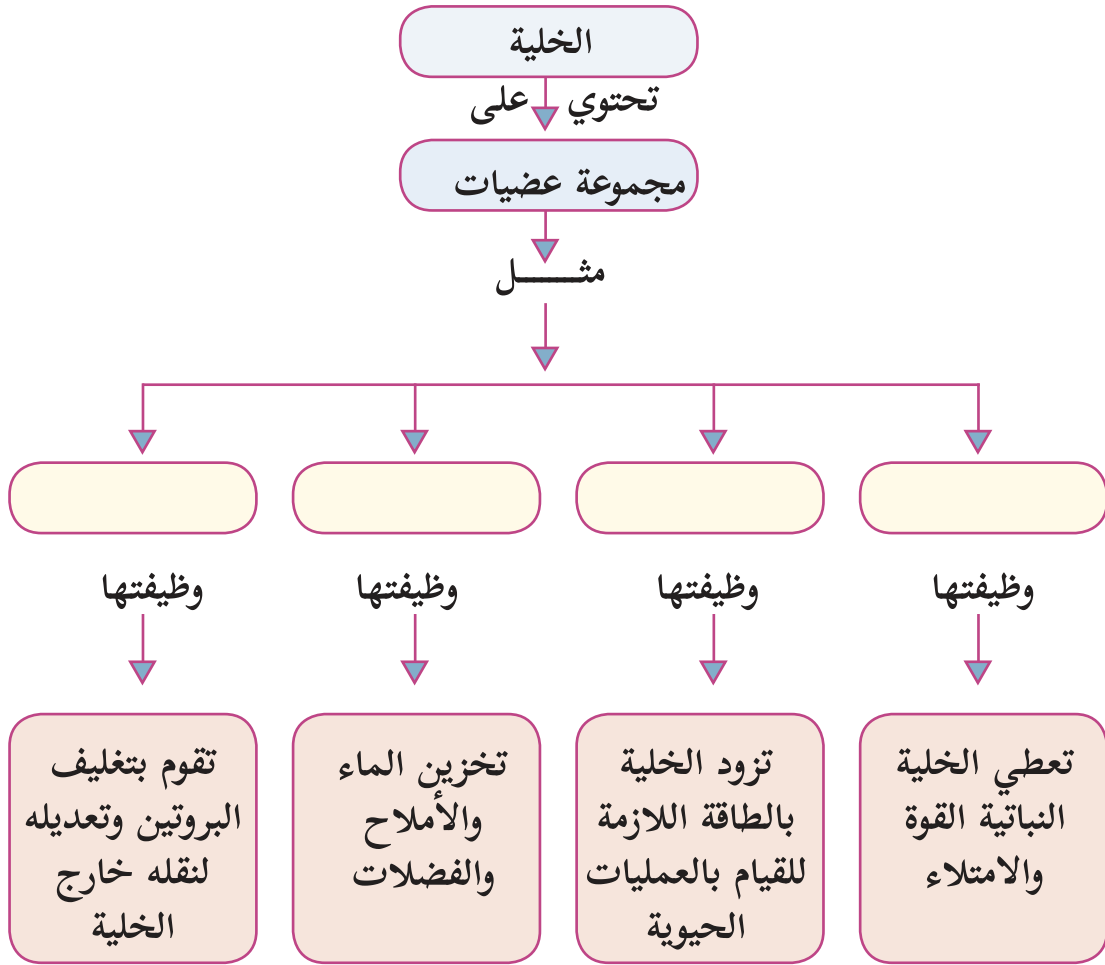 الخلية
تحتوي على
مجموعة عضيات
مثـــــــل
وظيفتها
وظيفتها
وظيفتها
وظيفتها
تعطي الخلية
النباتية القوة
والامتلاء
تزود الخلية
بالطاقة اللازمة
للقيام بالعمليات
الحيوية
تخزين الماء
والأملاح
والفضلات
تقوم بتغليف
البروتين وتعديله
لنقله خارج
الخلية